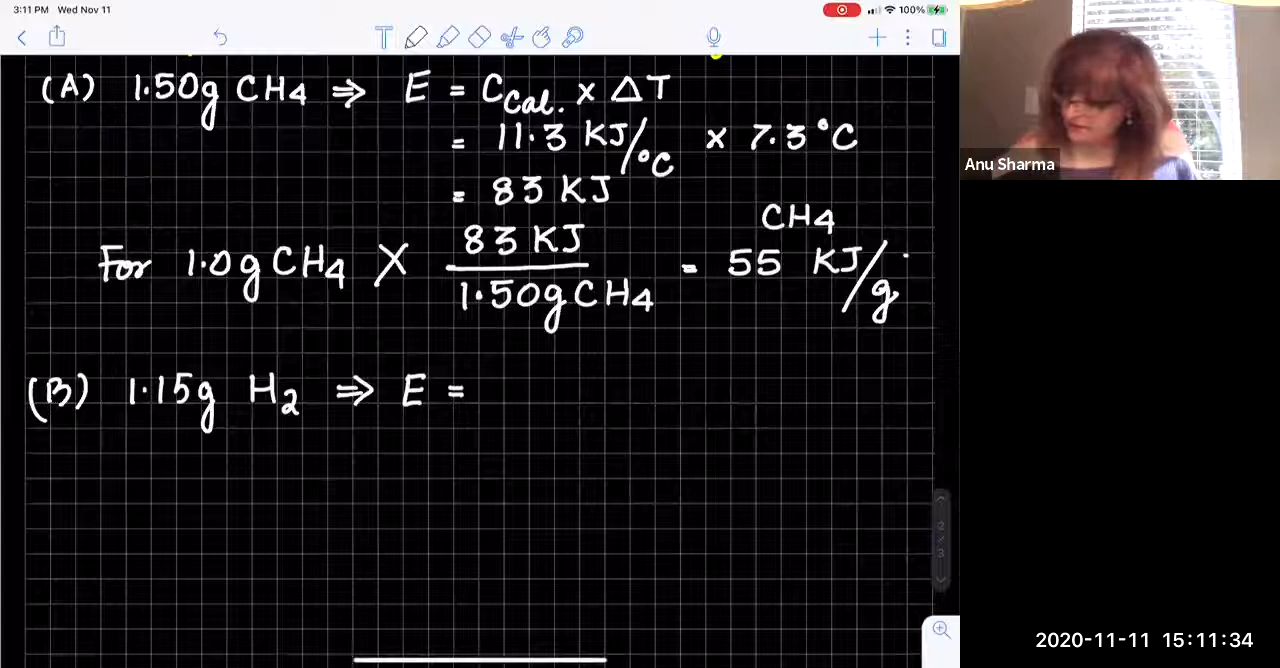 3:11 PM Wed Nov 11
100%
(A) 1.50g CH4 ⇒ E = CCal. × ΔT
= 11.3 KJ/°C × 7.3°C
= 83 KJ
For 1.0g CH4 × 83 KJ / 1.50g CH4 = 55 KJ/g CH4
(B) 1.15g H2 ⇒ E =
2/3
Anu Sharma
2020-11-11 15:11:34